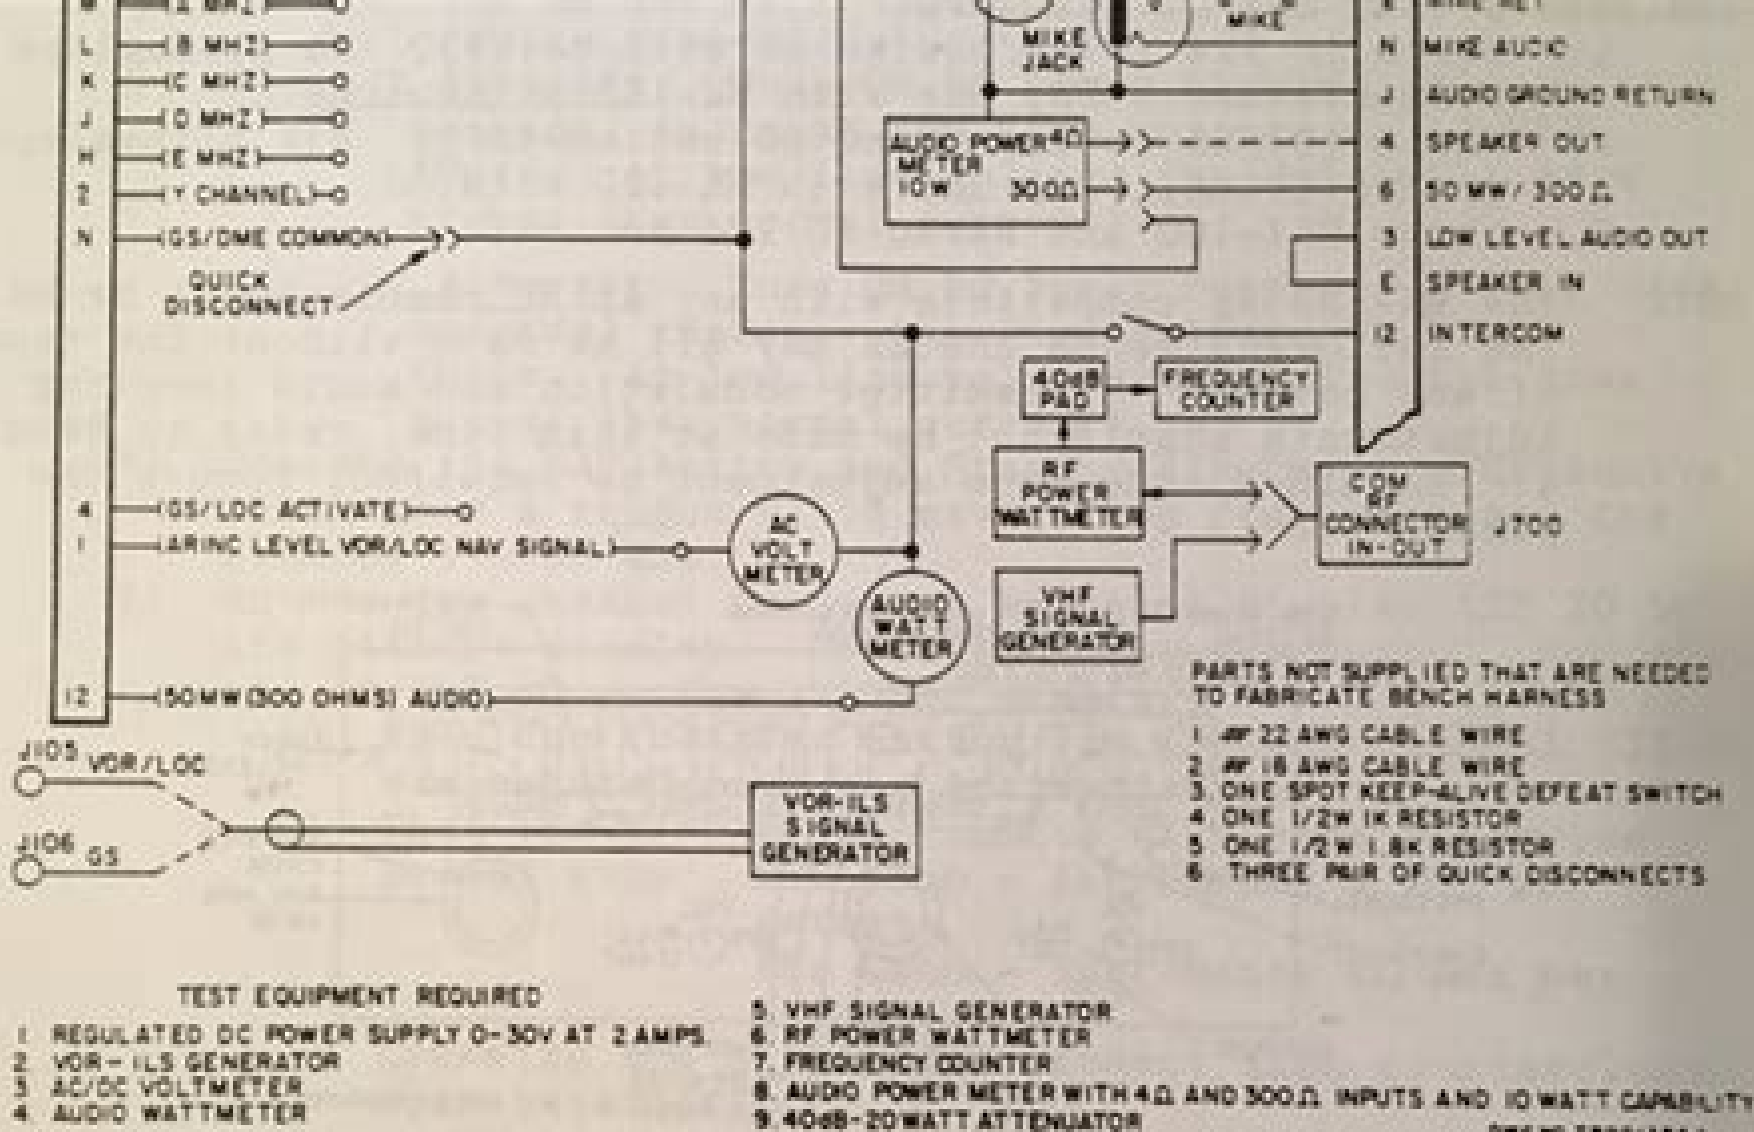 L (B MHZ)
K (C MHZ)
J (D MHZ)
H (E MHZ)
2 (Y CHANNEL)
N (GS/DME COMMON)
QUICK
DISCONNECT
4 (GS/LOC ACTIVATE)
1 (ARINC LEVEL VOR/LOC NAV SIGNAL)
12 (50MW (300 OHMS) AUDIO)
AC
VOLT
METER
AUDIO
WATT
METER
J105 VOR/LOC
J106 GS
VOR-ILS
SIGNAL
GENERATOR
MIKE
JACK
MIKE
AUDIO POWER 4Ω
METER
10W 300Ω
N MIKE AUDIO
J AUDIO GROUND RETURN
4 SPEAKER OUT
6 50 MW/300Ω
3 LOW LEVEL AUDIO OUT
E SPEAKER IN
12 INTERCOM
40dB
PAD
FREQUENCY
COUNTER
RF
POWER
WATTMETER
VHF
SIGNAL
GENERATOR
COM
RF
CONNECTOR
IN-OUT
J700
PARTS NOT SUPPLIED THAT ARE NEEDED
TO FABRICATE BENCH HARNESS
1 22 AWG CABLE WIRE
2 18 AWG CABLE WIRE
3. ONE SPDT KEEP-ALIVE DEFEAT SWITCH
4 ONE 1/2W 1K RESISTOR
5 ONE 1/2W 1.8K RESISTOR
6 THREE PAIR OF QUICK DISCONNECTS
TEST EQUIPMENT REQUIRED
1 REGULATED DC POWER SUPPLY 0-30V AT 2 AMPS.
2 VOR-ILS GENERATOR
3 AC/DC VOLTMETER
4. AUDIO WATTMETER
5. VHF SIGNAL GENERATOR
6. RF POWER WATTMETER
7. FREQUENCY COUNTER
8. AUDIO POWER METER WITH 4Ω AND 300Ω INPUTS AND 10 WATT CAPABILITY
9. 40dB-20 WATT ATTENUATOR